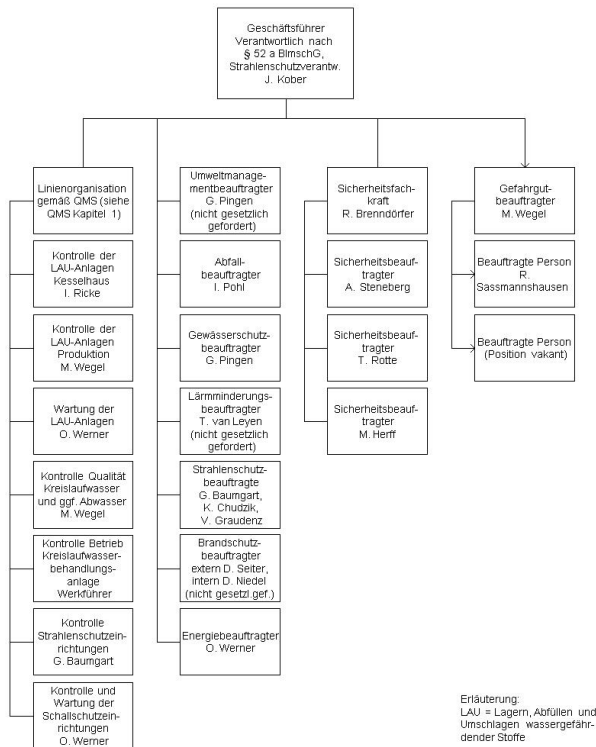 Geschäftsführer
Verantwortlich nach
§ 52 a BImschG,
Strahlenschutzverantw.
J. Kober
Linienorganisation
gemäß QMS (siehe
QMS Kapitel 1)
Kontrolle der
LAU-Anlagen
Kesselhaus
I. Ricke
Kontrolle der
LAU-Anlagen
Produktion
M. Wegel
Wartung der
LAU-Anlagen
O. Werner
Kontrolle Qualität
Kreislaufwasser
und ggf. Abwasser
M. Wegel
Kontrolle Betrieb
Kreislaufwasser-
behandlungs-
anlage
Werkführer
Kontrolle
Strahlenschutzein-
richtungen
G. Baumgart
Kontrolle und
Wartung der
Schallschutzein-
richtungen
O. Werner
Umweltmanage-
mentbeauftragter
G. Pingen
(nicht gesetzlich
gefordert)
Abfall-
beauftragter
I. Pohl
Gewässerschutz-
beauftragter
G. Pingen
Lärmminderungs-
beauftragter
T. van Leyen
(nicht gesetzlich
gefordert)
Strahlenschutz-
beauftragte
G. Baumgart,
K. Chudzik,
V. Graudenz
Brandschutz-
beauftragter
extern D. Seiter,
intern D. Niedel
(nicht gesetzl.gef.)
Energiebeauftragter
O. Werner
Sicherheitsfach-
kraft
R. Brenndörfer
Sicherheitsbeauf-
tragter
A. Steneberg
Sicherheitsbeauf-
tragter
T. Rotte
Sicherheitsbeauf-
tragter
M. Herff
Gefahrgut-
beauftragter
M. Wegel
Beauftragte Person
R.
Sassmannshausen
Beauftragte Person
(Position vakant)
Erläuterung:
LAU = Lagern, Abfüllen und
Umschlagen wassergefähr-
dender Stoffe